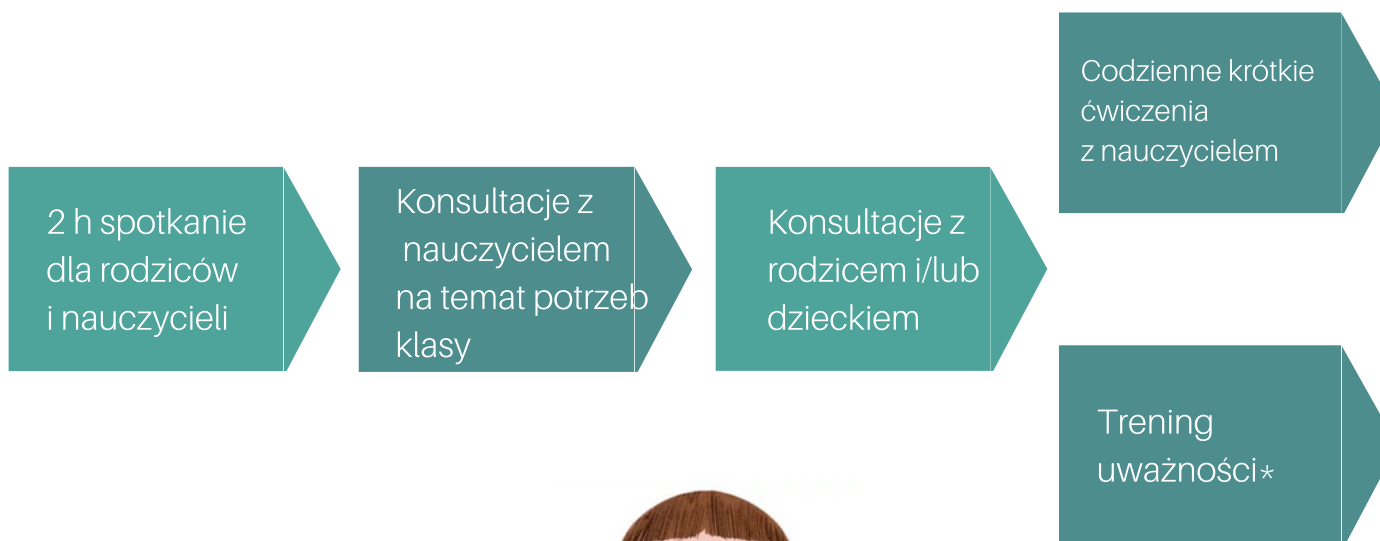 2 h spotkanie
dla rodziców
i nauczycieli
Konsultacje z
nauczycielem
na temat potrzeb
klasy
Konsultacje z
rodzicem i/lub
dzieckiem
Codzienne krótkie
ćwiczenia
z nauczycielem
Trening
uważności*